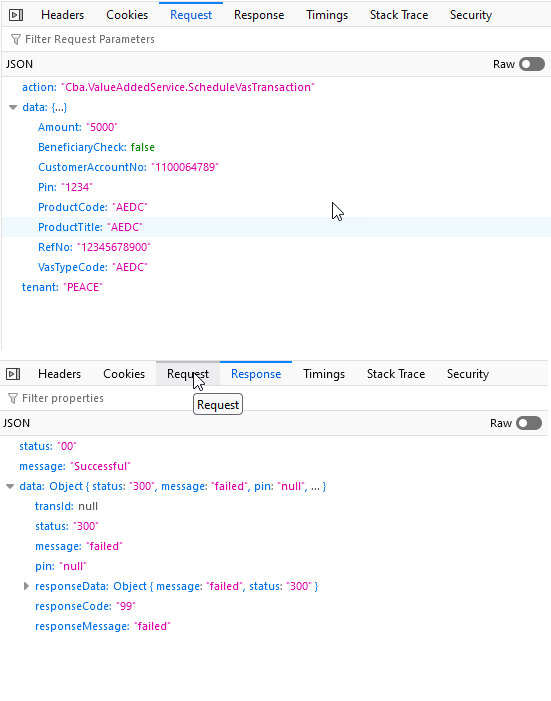 Headers Cookies Request Response Timings Stack Trace Security
Filter Request Parameters
JSON Raw
action: "Cba.ValueAddedService.ScheduleVasTransaction"
data: {...}
Amount: "5000"
BeneficiaryCheck: false
CustomerAccountNo: "1100064789"
Pin: "1234"
ProductCode: "AEDC"
ProductTitle: "AEDC"
RefNo: "12345678900"
VasTypeCode: "AEDC"
tenant: "PEACE"
Headers Cookies Request Response Timings Stack Trace Security
Filter properties
Request
JSON Raw
status: "00"
message: "Successful"
data: Object { status: "300", message: "failed", pin: "null", ... }
transId: null
status: "300"
message: "failed"
pin: "null"
responseData: Object { message: "failed", status: "300" }
responseCode: "99"
responseMessage: "failed"